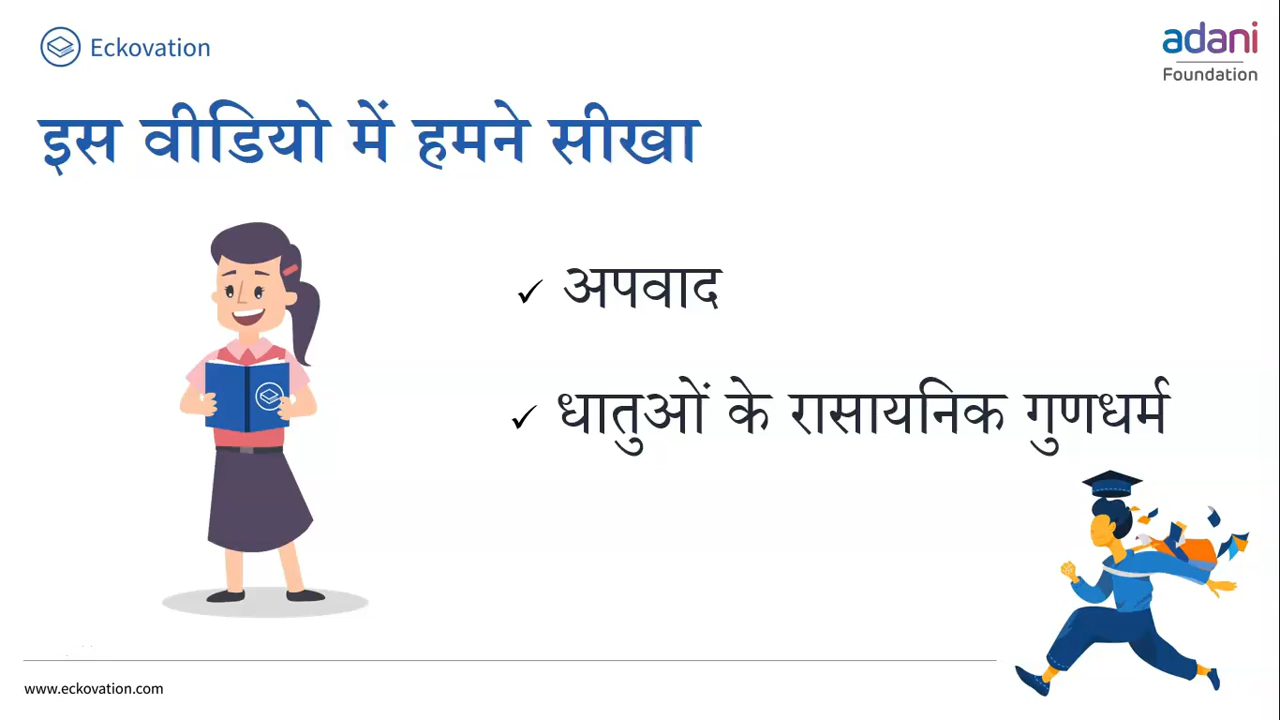 Eckovation
adani
Foundation
इस वीडियो में हमने सीखा
✓ अपवाद
✓ धातुओं के रासायनिक गुणधर्म
www.eckovation.com